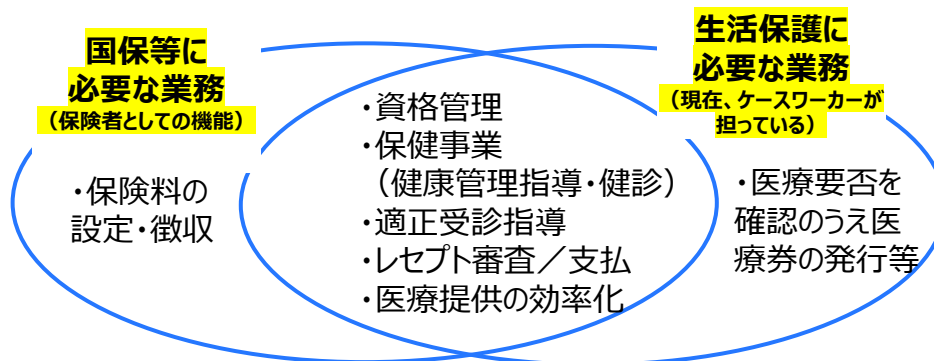 国保等に
必要な業務
（保険者としての機能）
・保険料の
設定・徴収
・資格管理
・保健事業
（健康管理指導・健診）
・適正受診指導
・レセプト審査／支払
・医療提供の効率化
生活保護に
必要な業務
（現在、ケースワーカーが
担っている）
・医療要否を
確認のうえ医
療券の発行等